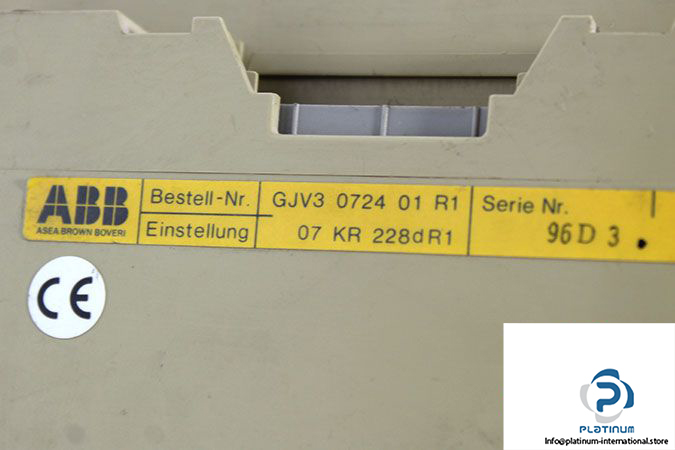 ABB
ASEA BROWN BOVERI
Bestell-Nr. GJV3 0724 01 R1
Einstellung 07 KR 228dR1
Serie Nr.
96D 3.
CE
PLATINUM
Info@platinum-international.store